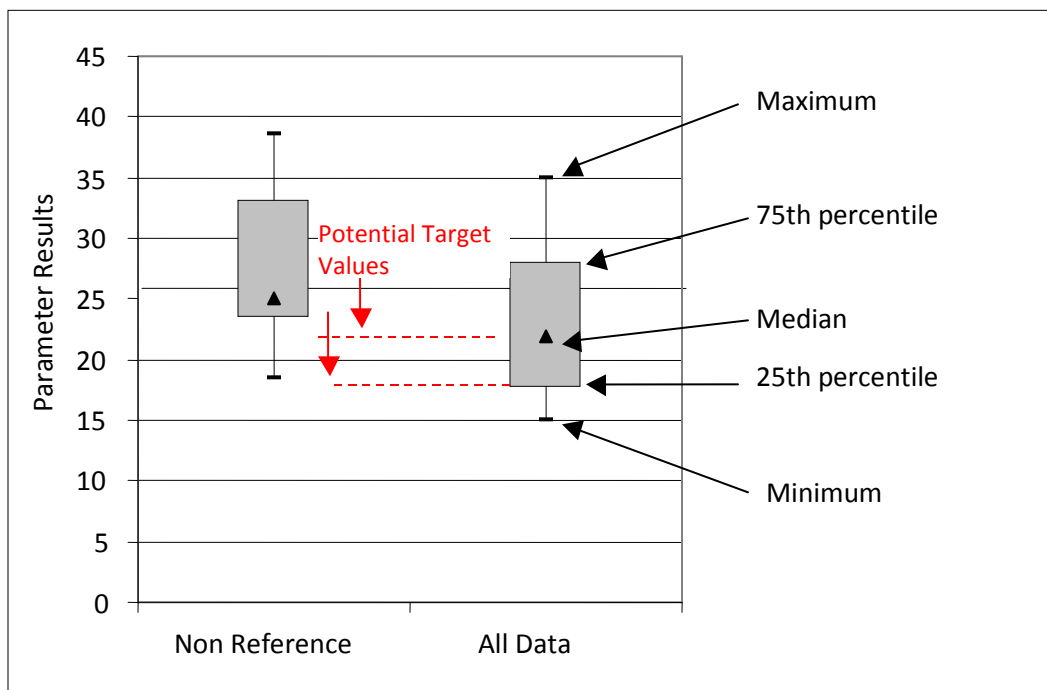 45
40
35
30
25
20
15
10
5
0
Parameter Results
Non Reference
All Data
Potential Target
Values
Maximum
75th percentile
Median
25th percentile
Minimum